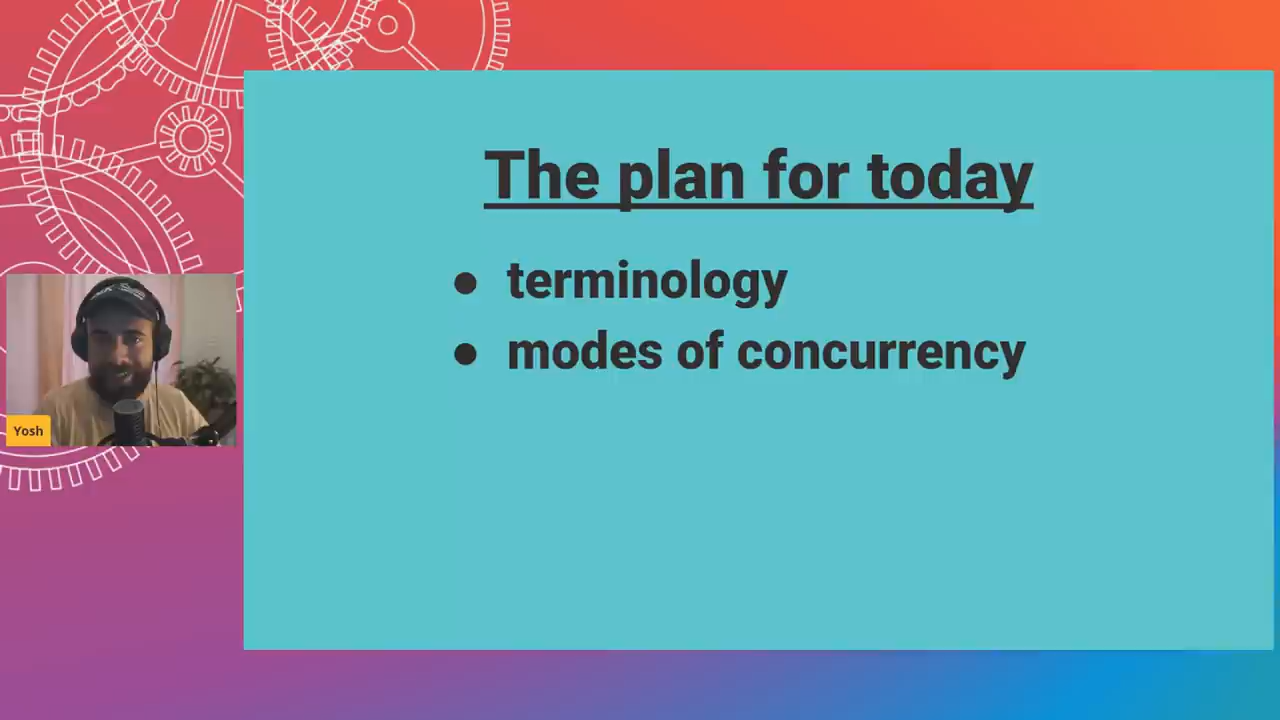 The plan for today
● terminology
● modes of concurrency
Yosh